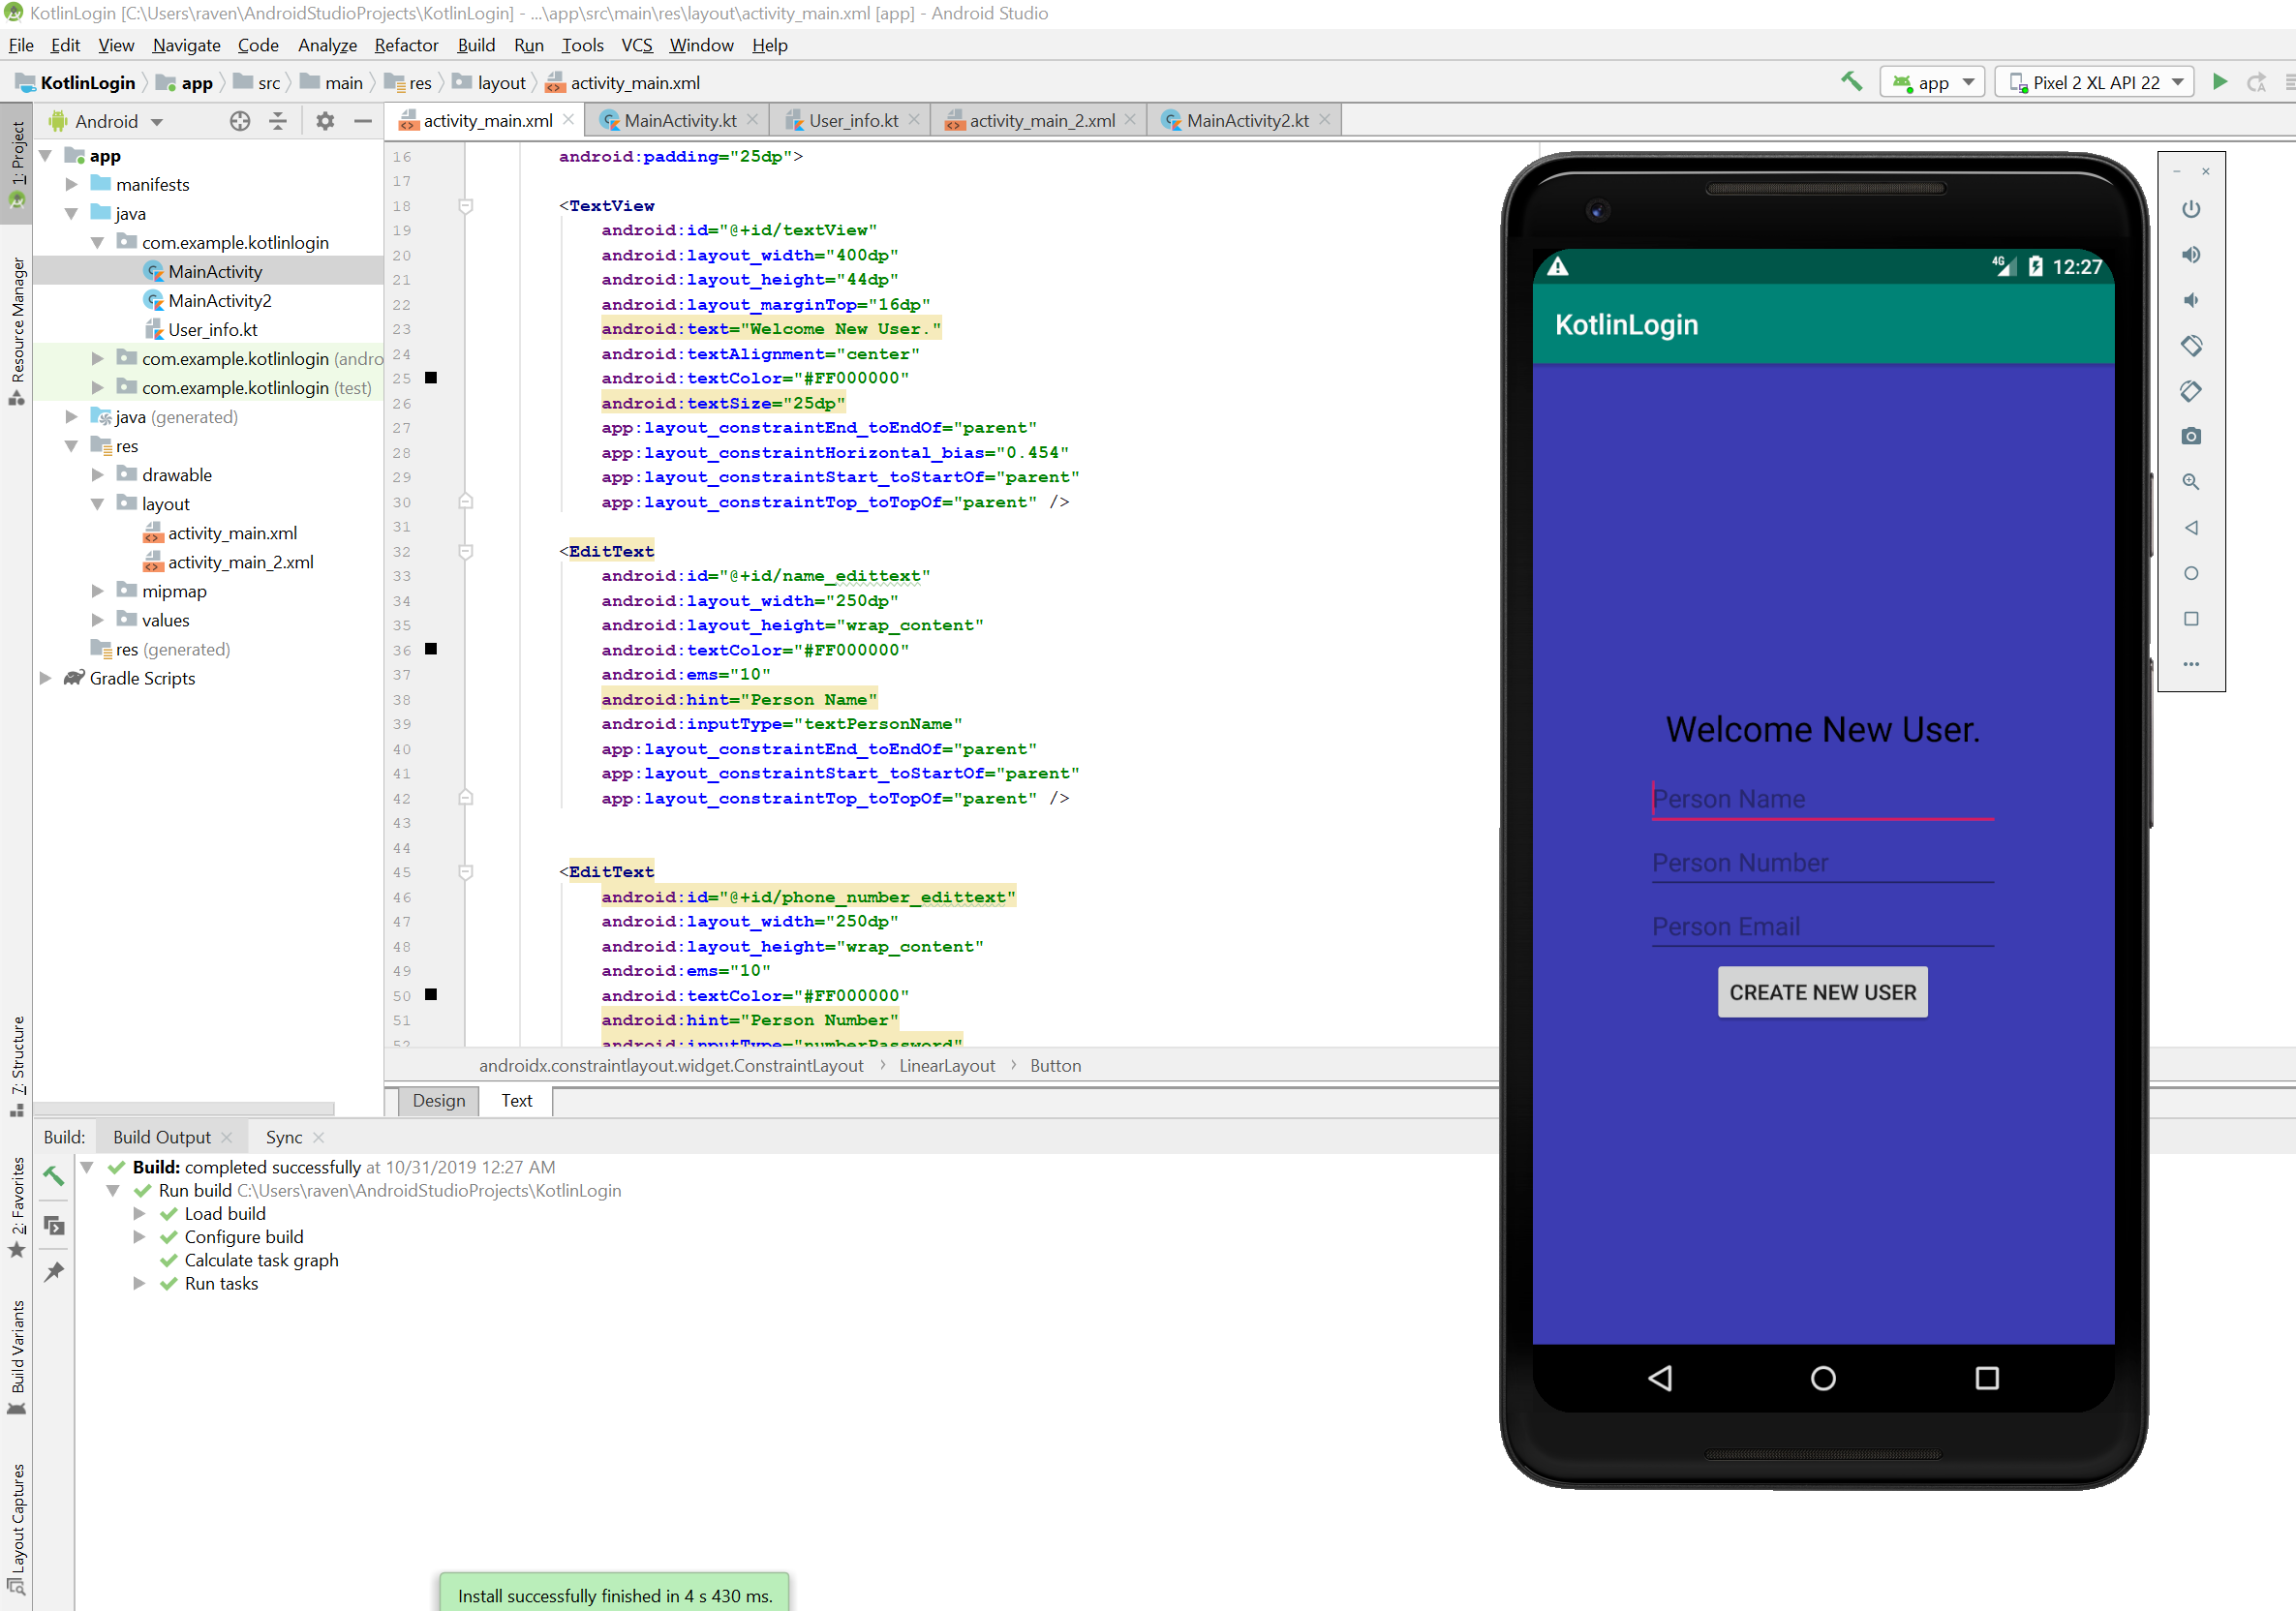 KotlinLogin [C:\Users\raven\AndroidStudioProjects\KotlinLogin] - ...\app\src\main\res\layout\activity_main.xml [app] - Android Studio
File Edit View Navigate Code Analyze Refactor Build Run Tools VCS Window Help
KotlinLogin app src main res layout activity_main.xml app Pixel 2 XL API 22
1: Project
Resource Manager
7: Structure
2: Favorites
Build Variants
Layout Captures
Android
app
manifests
java
com.example.kotlinlogin
MainActivity
MainActivity2
User_info.kt
com.example.kotlinlogin (andro
com.example.kotlinlogin (test)
java (generated)
res
drawable
layout
activity_main.xml
activity_main_2.xml
mipmap
values
res (generated)
Gradle Scripts
activity_main.xml MainActivity.kt User_info.kt activity_main_2.xml MainActivity2.kt
16 android:padding="25dp">
17
18 <TextView
19 android:id="@+id/textView"
20 android:layout_width="400dp"
21 android:layout_height="44dp"
22 android:layout_marginTop="16dp"
23 android:text="Welcome New User."
24 android:textAlignment="center"
25 android:textColor="#FF000000"
26 android:textSize="25dp"
27 app:layout_constraintEnd_toEndOf="parent"
28 app:layout_constraintHorizontal_bias="0.454"
29 app:layout_constraintStart_toStartOf="parent"
30 app:layout_constraintTop_toTopOf="parent" />
31
32 <EditText
33 android:id="@+id/name_edittext"
34 android:layout_width="250dp"
35 android:layout_height="wrap_content"
36 android:textColor="#FF000000"
37 android:ems="10"
38 android:hint="Person Name"
39 android:inputType="textPersonName"
40 app:layout_constraintEnd_toEndOf="parent"
41 app:layout_constraintStart_toStartOf="parent"
42 app:layout_constraintTop_toTopOf="parent" />
43
44
45 <EditText
46 android:id="@+id/phone_number_edittext"
47 android:layout_width="250dp"
48 android:layout_height="wrap_content"
49 android:ems="10"
50 android:textColor="#FF000000"
51 android:hint="Person Number"
52 android:inputType="numberPassword"
androidx.constraintlayout.widget.ConstraintLayout › LinearLayout › Button
Design Text
Build: Build Output Sync
Build: completed successfully at 10/31/2019 12:27 AM
Run build C:\Users\raven\AndroidStudioProjects\KotlinLogin
Load build
Configure build
Calculate task graph
Run tasks
Install successfully finished in 4 s 430 ms.
4G 12:27
KotlinLogin
Welcome New User.
Person Name
Person Number
Person Email
CREATE NEW USER